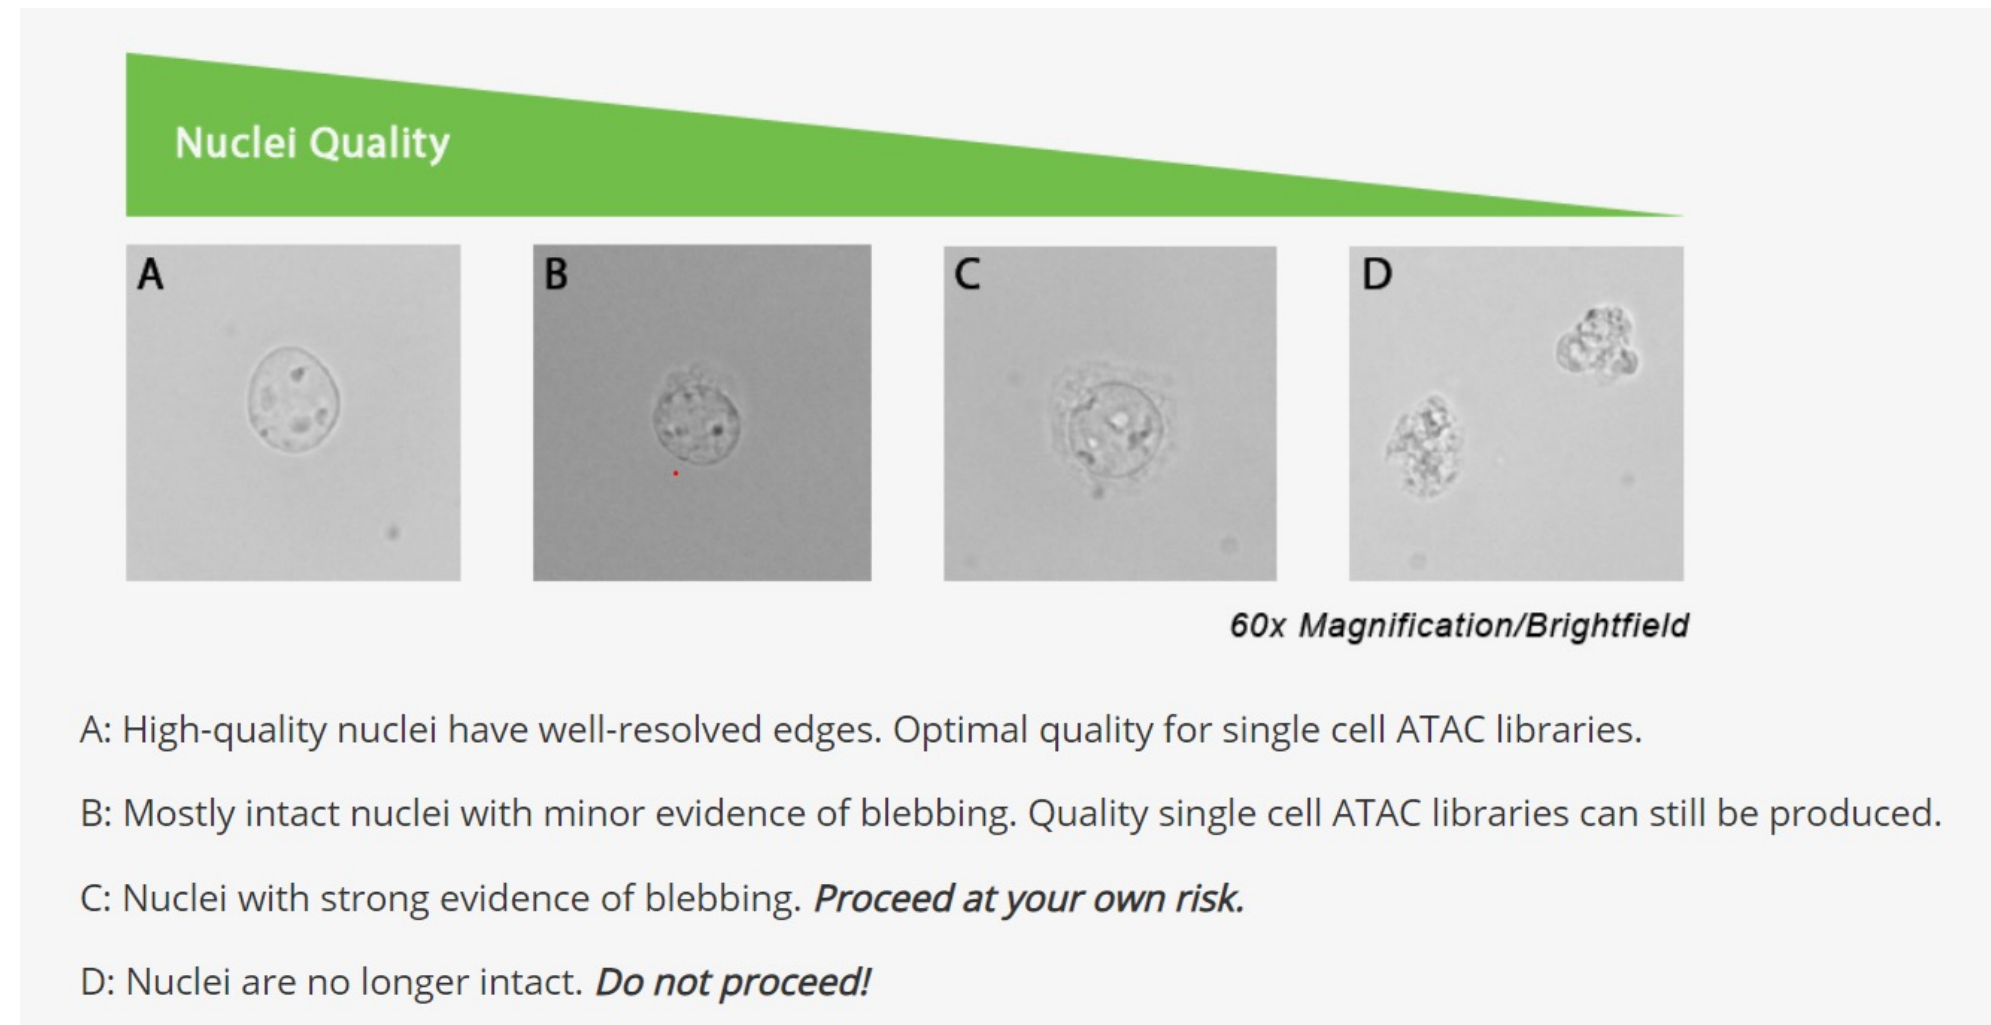 Nuclei Quality
A
B
C
D
60x Magnification/Brightfield
A: High-quality nuclei have well-resolved edges. Optimal quality for single cell ATAC libraries.
B: Mostly intact nuclei with minor evidence of blebbing. Quality single cell ATAC libraries can still be produced.
C: Nuclei with strong evidence of blebbing. Proceed at your own risk.
D: Nuclei are no longer intact. Do not proceed!